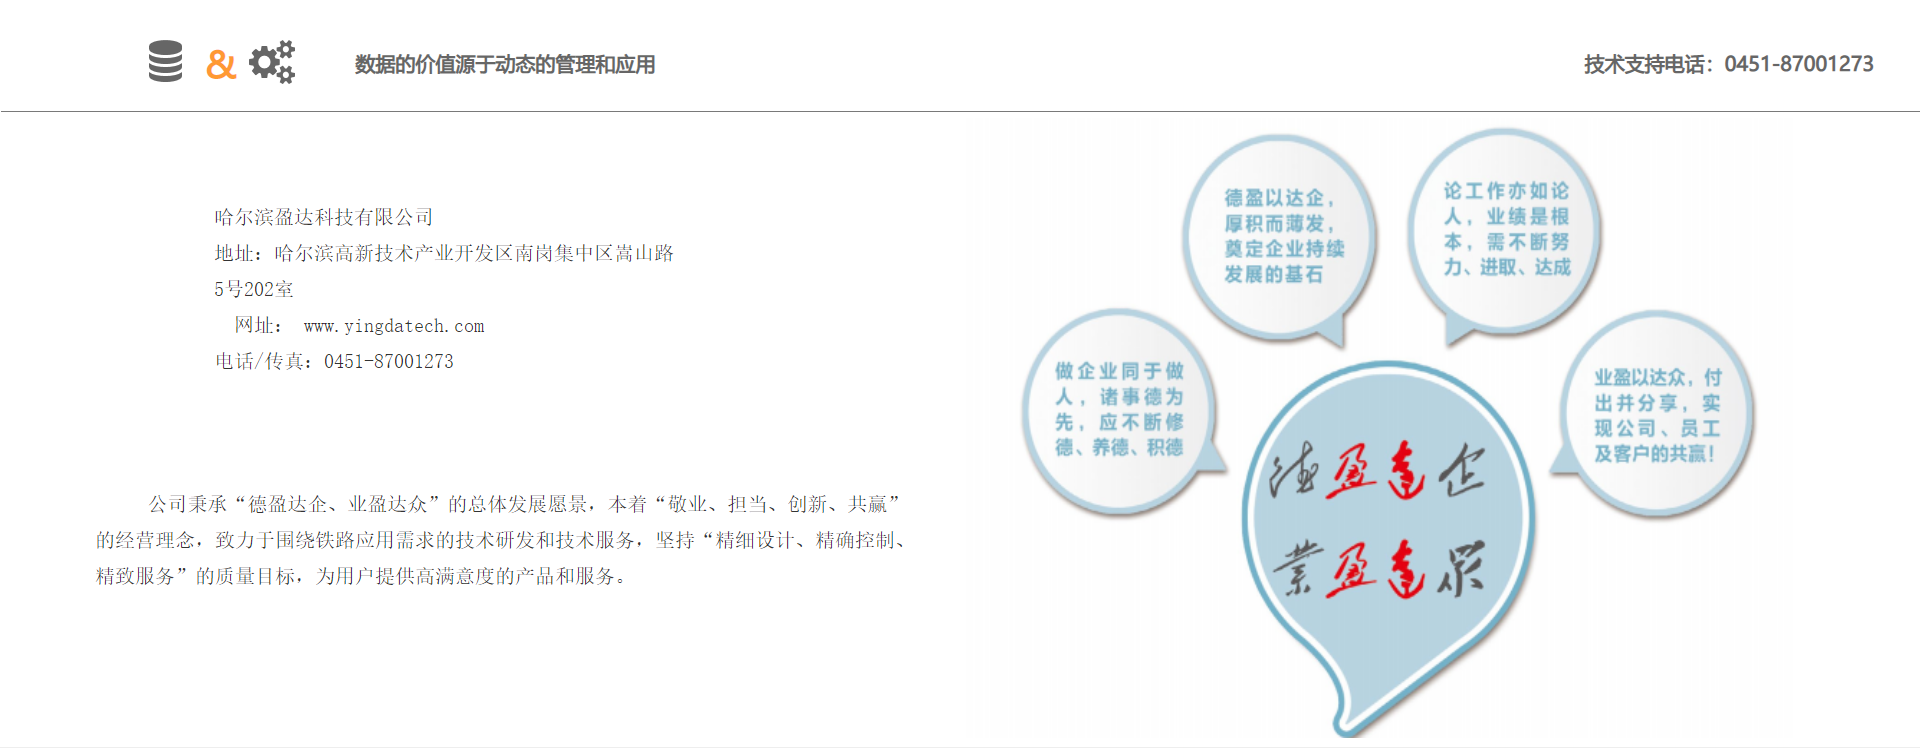 &
数据的价值源于动态的管理和应用
技术支持电话：0451-87001273
哈尔滨盈达科技有限公司
地址：哈尔滨高新技术产业开发区南岗集中区嵩山路
5号202室
网址： www.yingdatech.com
电话/传真：0451-87001273
公司秉承“德盈达企、业盈达众”的总体发展愿景，本着“敬业、担当、创新、共赢”
的经营理念，致力于围绕铁路应用需求的技术研发和技术服务，坚持“精细设计、精确控制、
精致服务”的质量目标，为用户提供高满意度的产品和服务。
做企业同于做
人，诸事德为
先，应不断修
德、养德、积德
德盈以达企，
厚积而薄发，
奠定企业持续
发展的基石
论工作亦如论
人，业绩是根
本，需不断努
力、进取、达成
业盈以达众，付
出并分享，实
现公司、员工
及客户的共赢！
德盈达企
業盈達眾